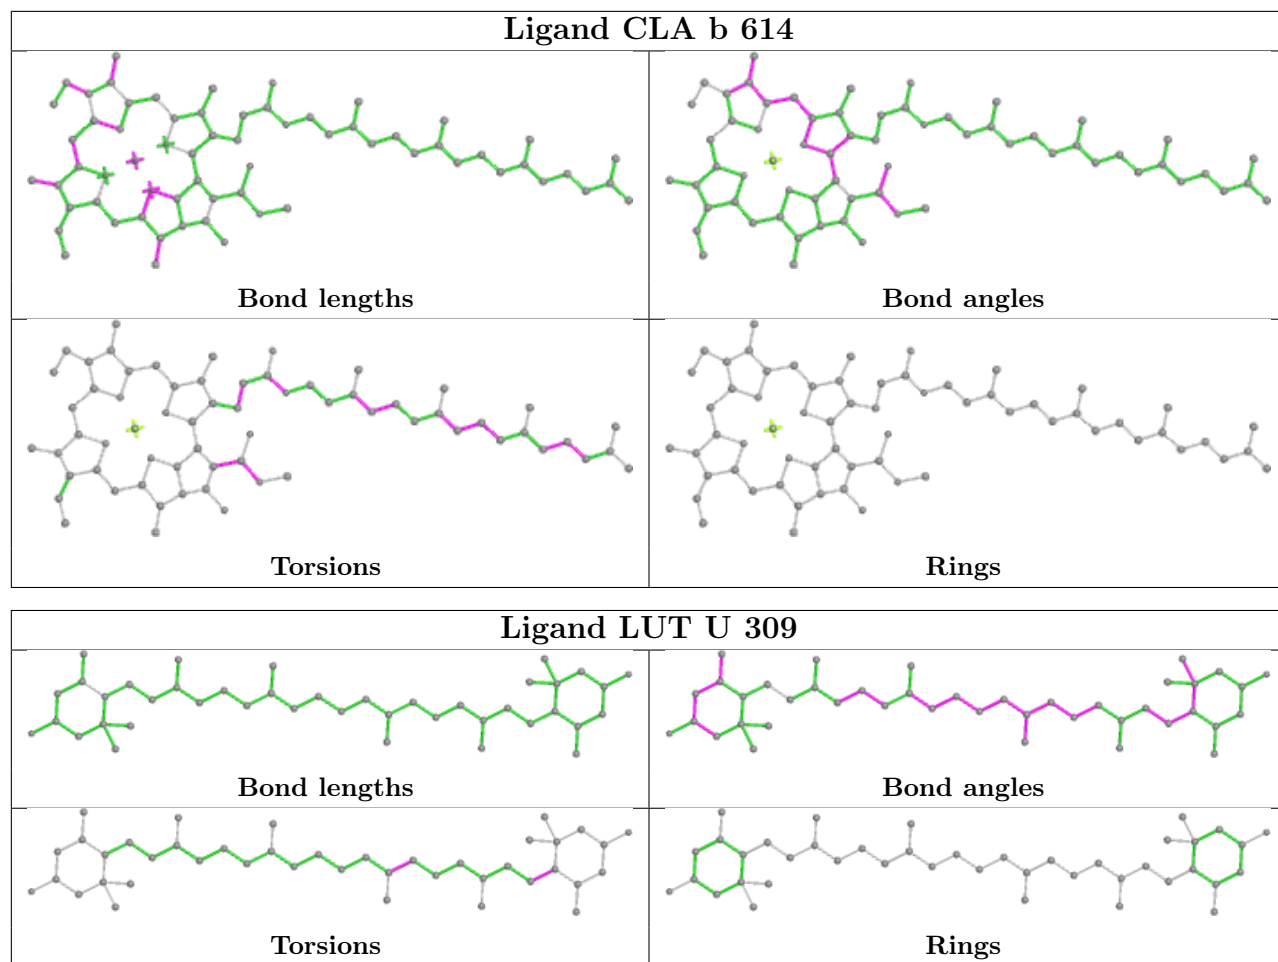 Ligand CLA b 614
Bond lengths
Bond angles
Torsions
Rings
Ligand LUT U 309
Bond lengths
Bond angles
Torsions
Rings